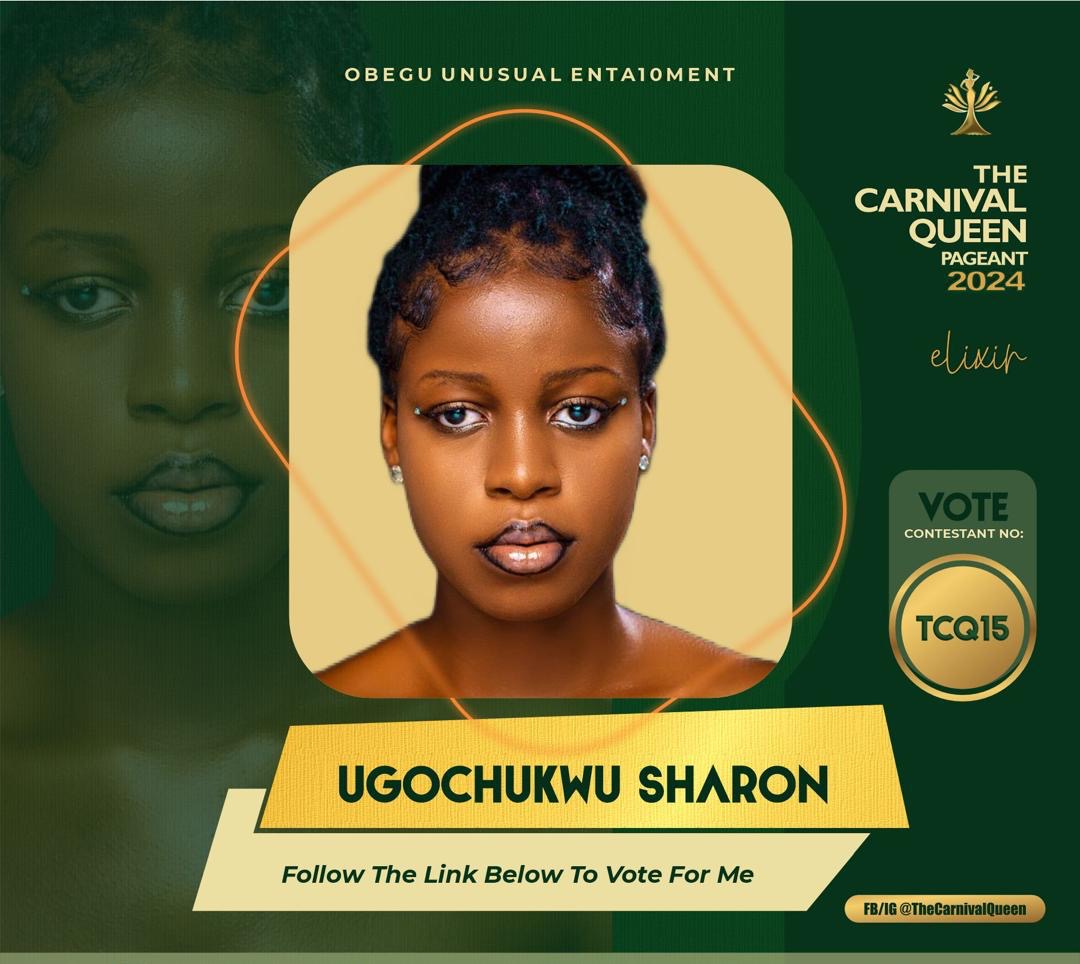 OBEGU UNUSUAL ENTA10MENT
THE
CARNIVAL
QUEEN
PAGEANT
2024
elixir
VOTE
CONTESTANT NO:
TCQ15
UGOCHUKWU SHARON
Follow The Link Below To Vote For Me
FB/IG @TheCarnivalQueen